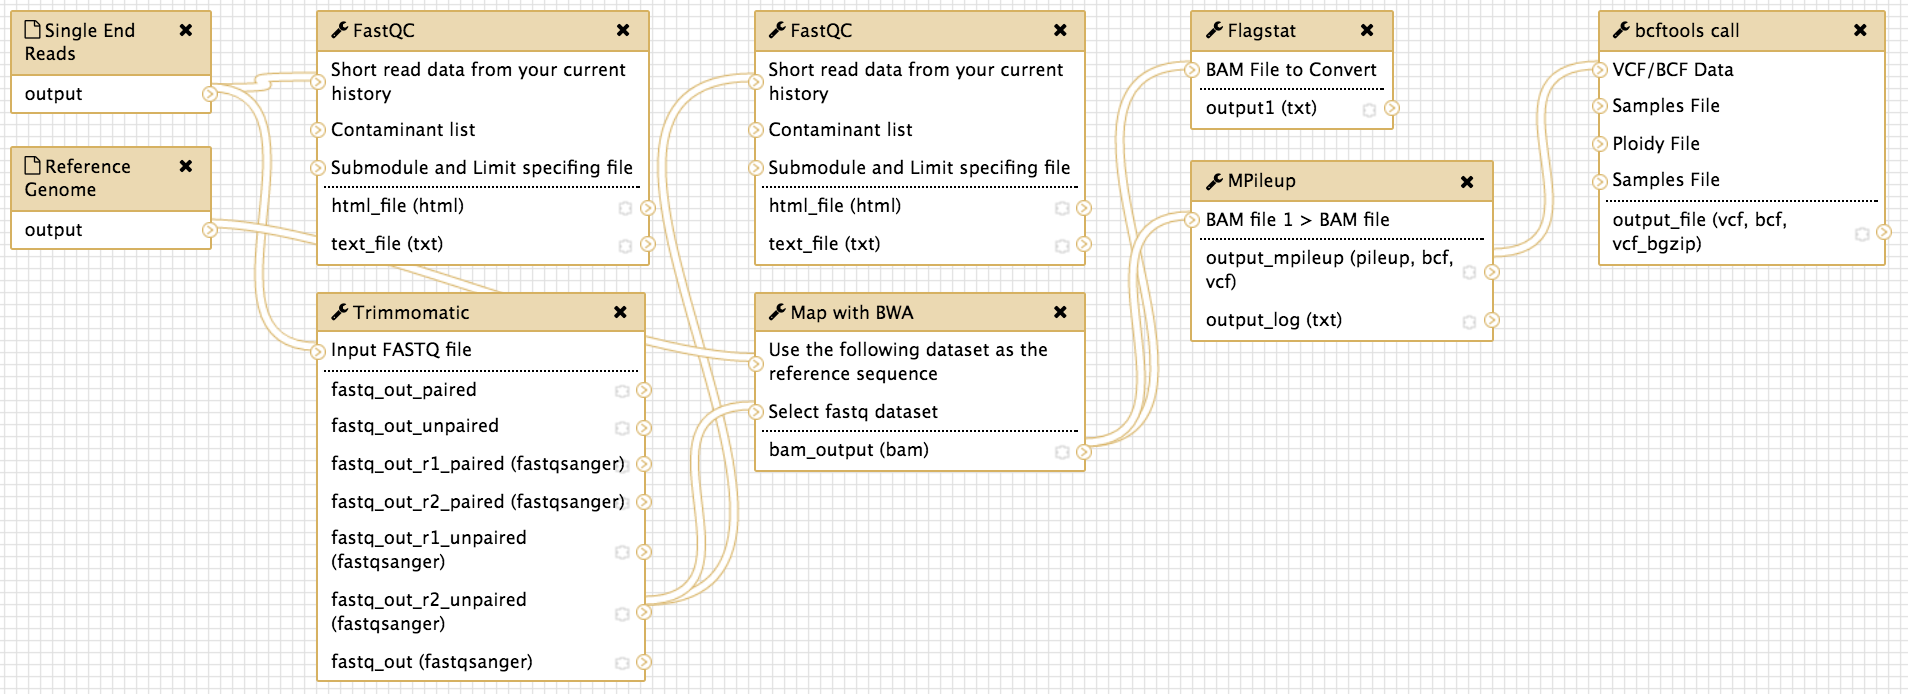 Single End
Reads
output
Reference
Genome
output
FastQC
Short read data from your current
history
Contaminant list
Submodule and Limit specifing file
html_file (html)
text_file (txt)
Trimmomatic
Input FASTQ file
fastq_out_paired
fastq_out_unpaired
fastq_out_r1_paired (fastqsanger)
fastq_out_r2_paired (fastqsanger)
fastq_out_r1_unpaired
(fastqsanger)
fastq_out_r2_unpaired
(fastqsanger)
fastq_out (fastqsanger)
FastQC
Short read data from your current
history
Contaminant list
Submodule and Limit specifing file
html_file (html)
text_file (txt)
Map with BWA
Use the following dataset as the
reference sequence
Select fastq dataset
bam_output (bam)
Flagstat
BAM File to Convert
output1 (txt)
MPileup
BAM file 1 > BAM file
output_mpileup (pileup, bcf,
vcf)
output_log (txt)
bcftools call
VCF/BCF Data
Samples File
Ploidy File
Samples File
output_file (vcf, bcf,
vcf_bgzip)